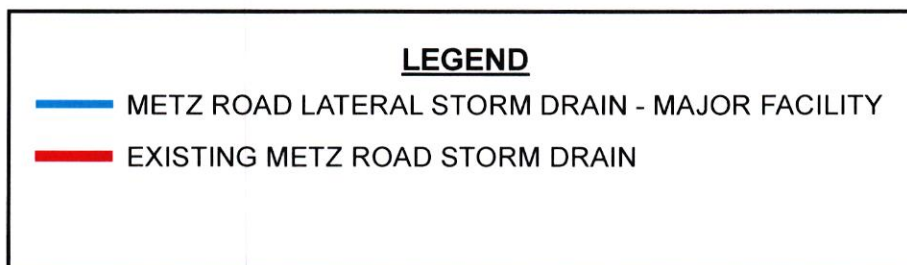 LEGEND
METZ ROAD LATERAL STORM DRAIN - MAJOR FACILITY
EXISTING METZ ROAD STORM DRAIN